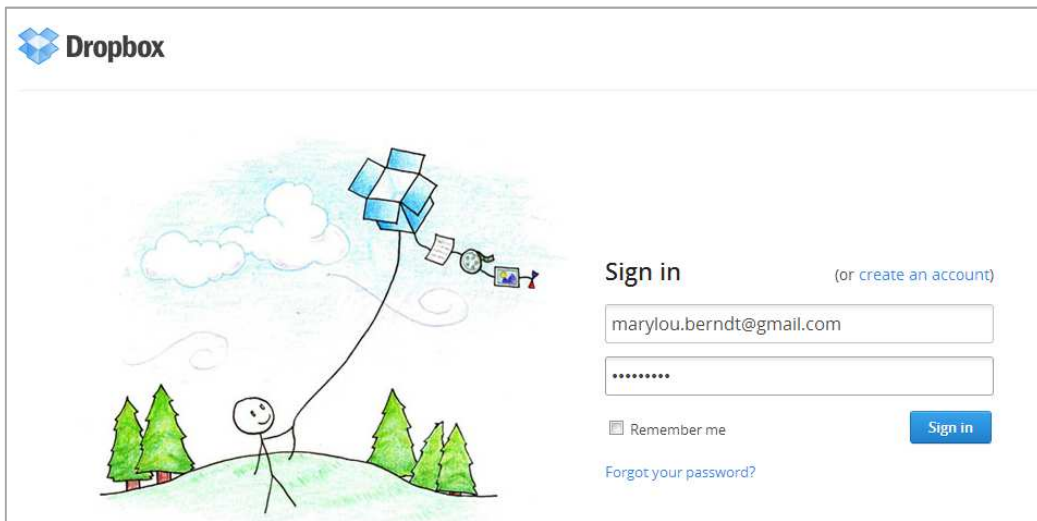 Dropbox
Sign in
(or create an account)
marylou.berndt@gmail.com
•••••••••
Remember me
Sign in
Forgot your password?